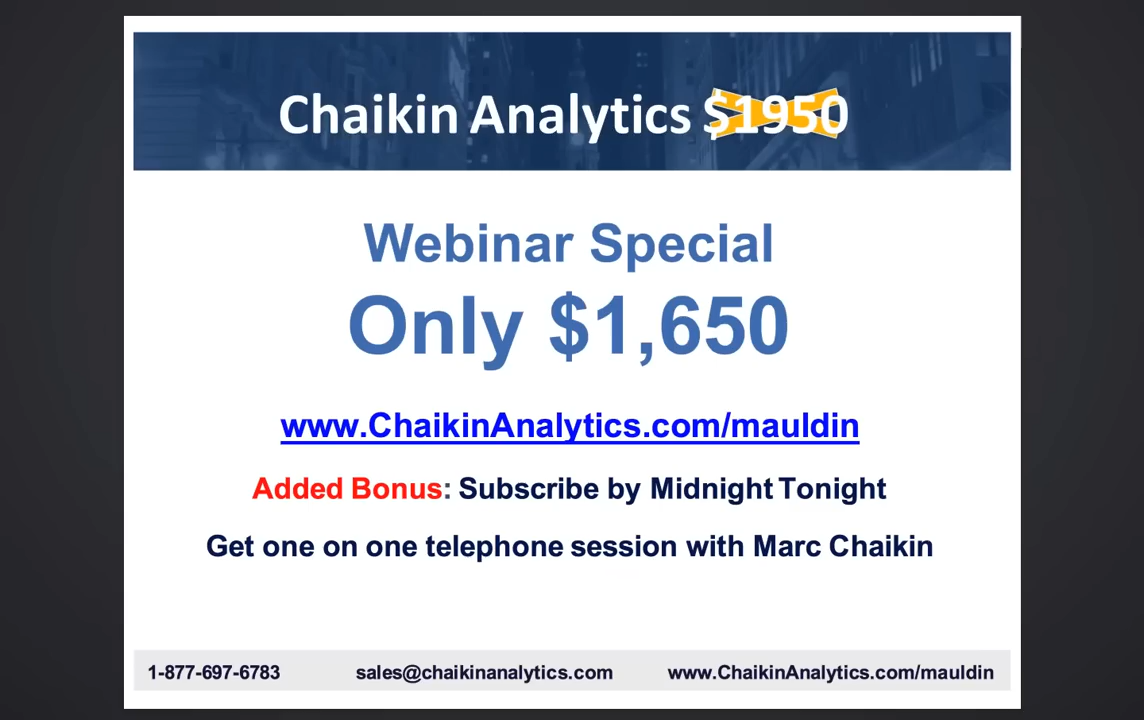 Chaikin Analytics $1950
Webinar Special
Only $1,650
www.ChaikinAnalytics.com/mauldin
Added Bonus: Subscribe by Midnight Tonight
Get one on one telephone session with Marc Chaikin
1-877-697-6783 sales@chaikinanalytics.com www.ChaikinAnalytics.com/mauldin